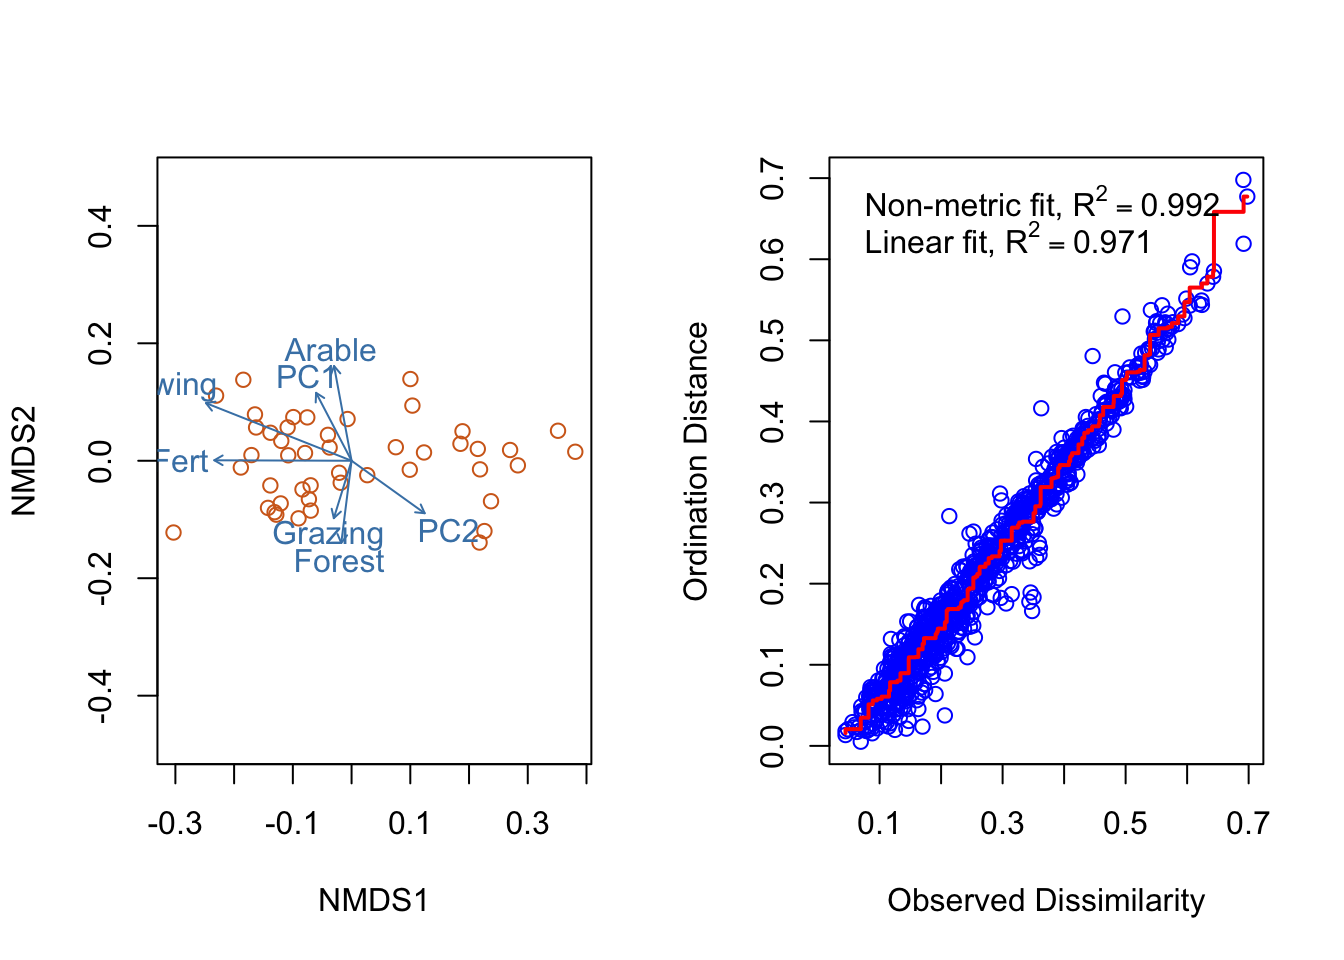 NMDS2
0.4
0.2
0.0
-0.2
-0.4
Arable
PC1
wing
Fert
Grazing
PC2
Forest
-0.3 -0.1 0.1 0.3
NMDS1
Ordination Distance
0.7
0.6
0.5
0.4
0.3
0.2
0.1
0.0
Non-metric fit, R² = 0.992
Linear fit, R² = 0.971
0.1 0.3 0.5 0.7
Observed Dissimilarity